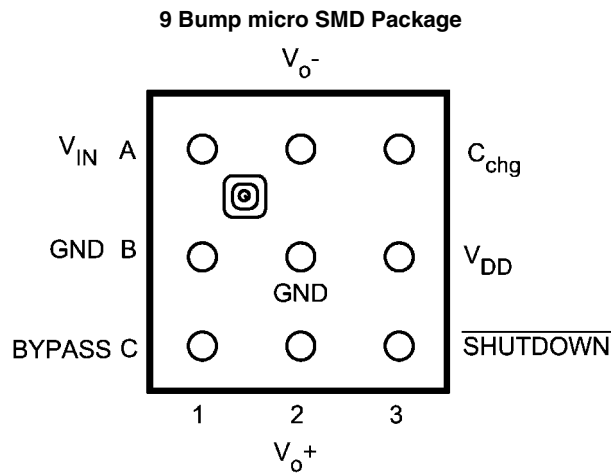 9 Bump micro SMD Package
Vo-
VIN A
Cchg
GND B
VDD
GND
BYPASS C
SHUTDOWN
1 2 3
Vo+